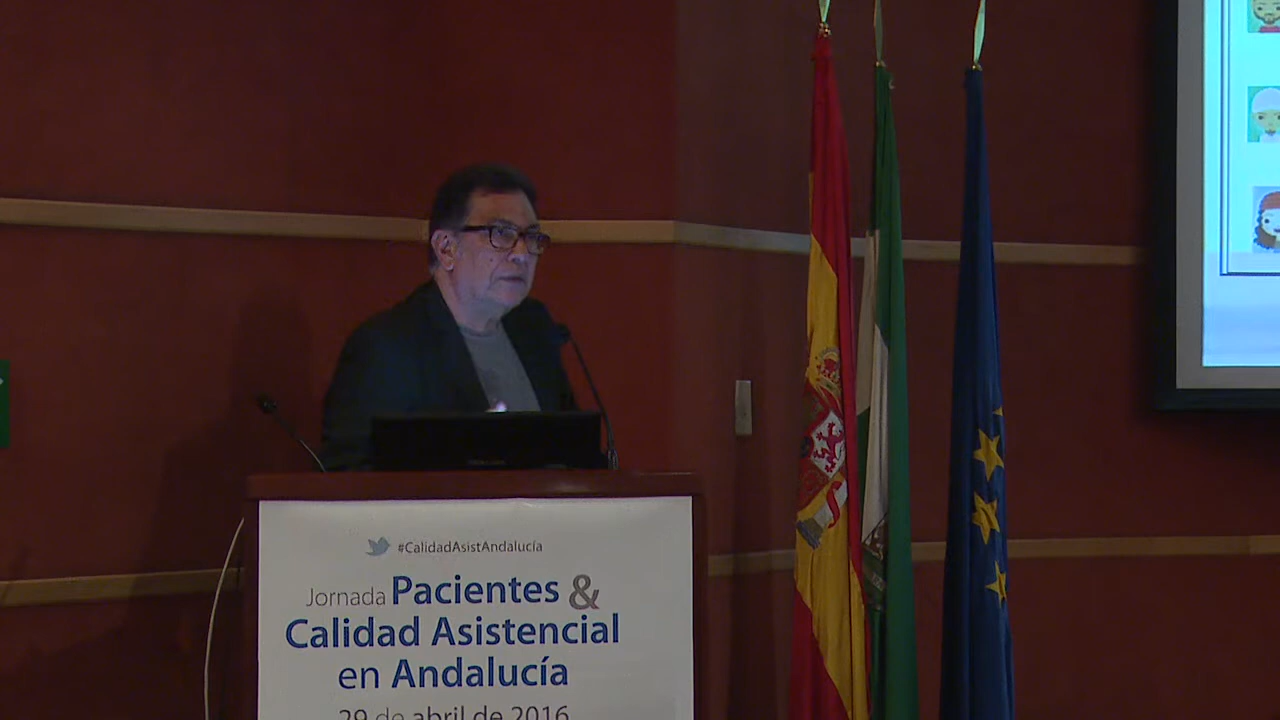 #CalidadAsistAndalucía
Jornada Pacientes &
Calidad Asistencial
en Andalucía
29 de abril de 2016